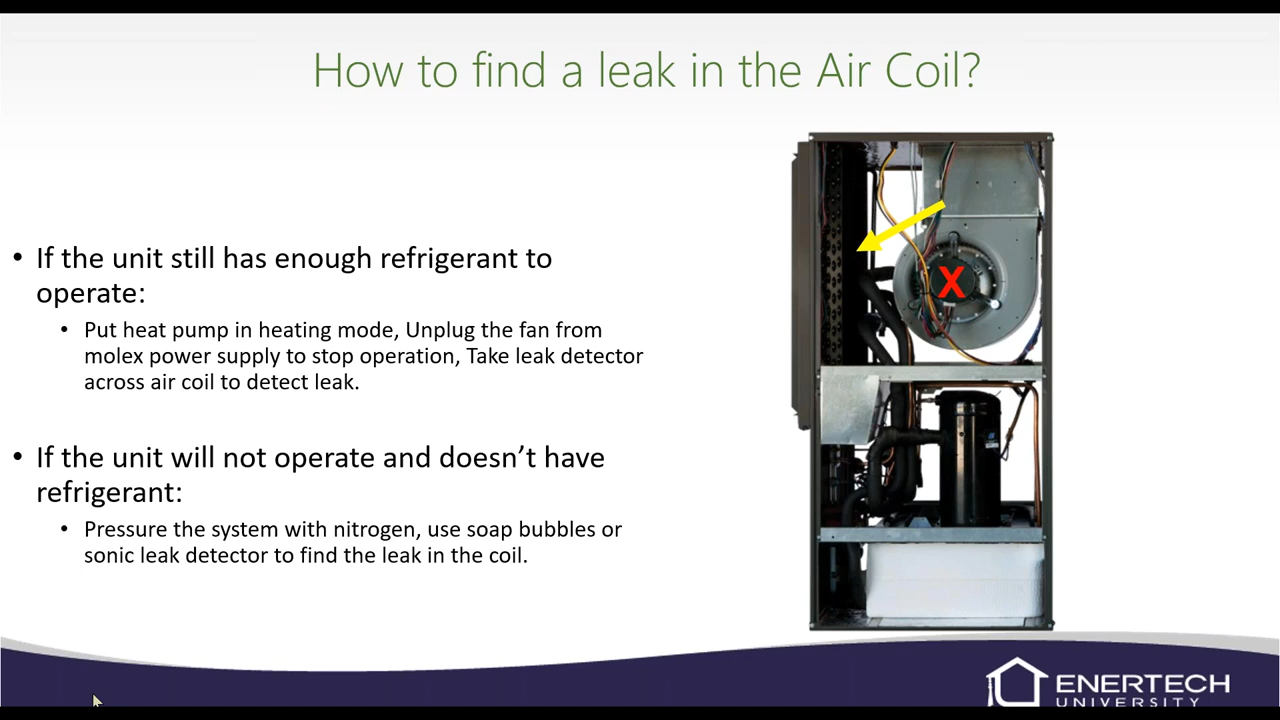 How to find a leak in the Air Coil?
• If the unit still has enough refrigerant to
operate:
• Put heat pump in heating mode, Unplug the fan from
molex power supply to stop operation, Take leak detector
across air coil to detect leak.
• If the unit will not operate and doesn’t have
refrigerant:
• Pressure the system with nitrogen, use soap bubbles or
sonic leak detector to find the leak in the coil.
X
ENERTECH
UNIVERSITY